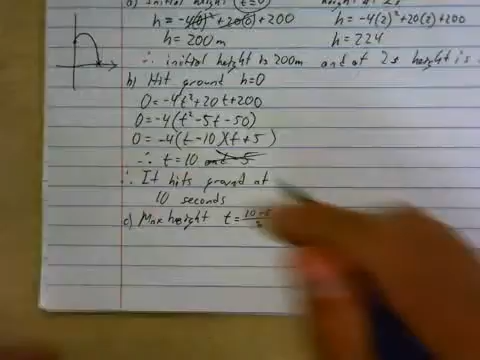 a) Initial height (t=0)
h = -4(0)²+20(0)+200
h = 200m
∴ initial height is 200m
h = -4(2)²+20(2)+200
h = 224
and at 2s height is
b) Hit ground h=0
0 = -4t²+20t+200
0 = -4(t²-5t-50)
0 = -4(t-10)(t+5)
∴ t = 10 or t=-5
∴ It hits ground at
10 seconds
c) Max height t =